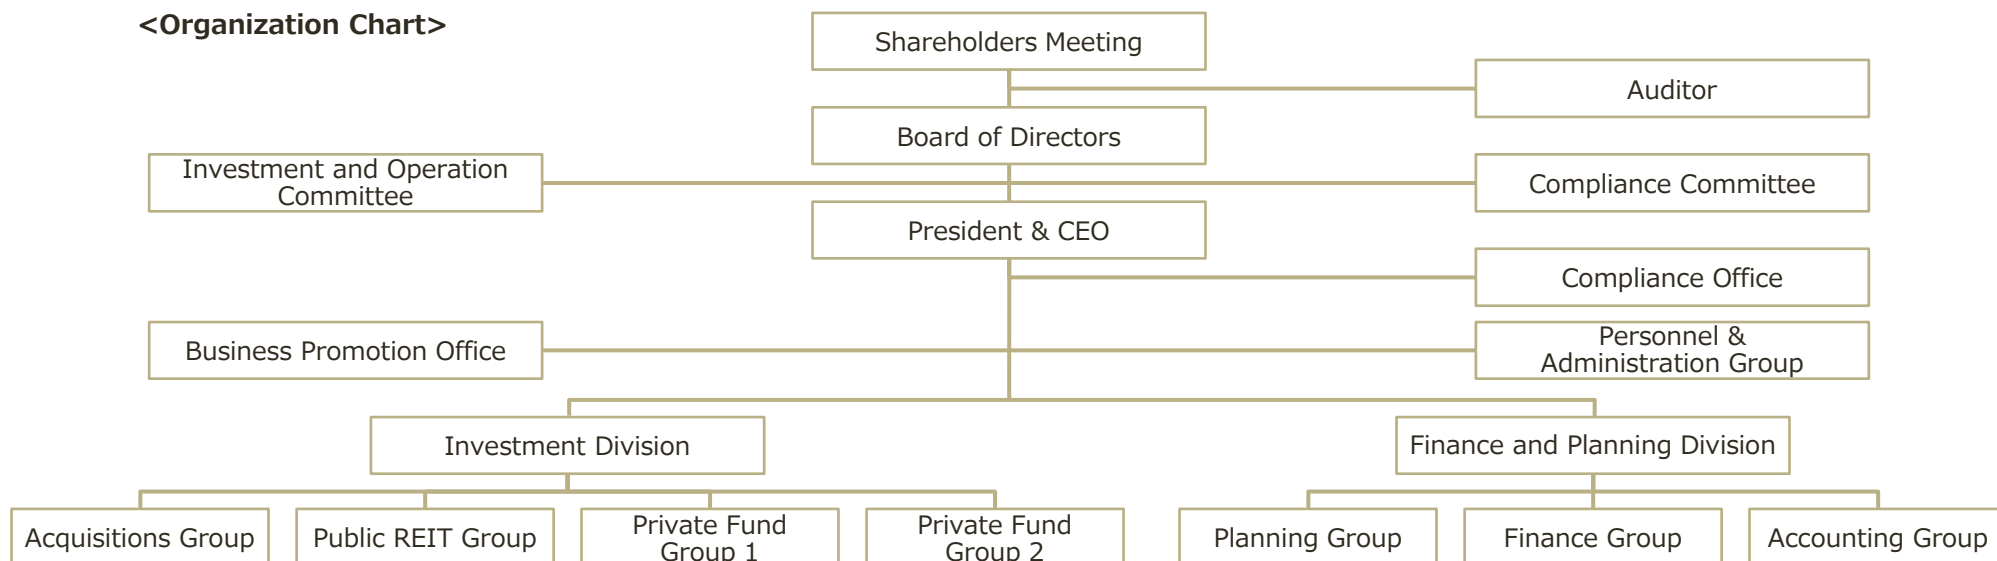 <Organization Chart>
Shareholders Meeting
Auditor
Board of Directors
Investment and Operation
Committee
Compliance Committee
President & CEO
Compliance Office
Business Promotion Office
Personnel &
Administration Group
Investment Division
Finance and Planning Division
Acquisitions Group
Public REIT Group
Private Fund
Group 1
Private Fund
Group 2
Planning Group
Finance Group
Accounting Group